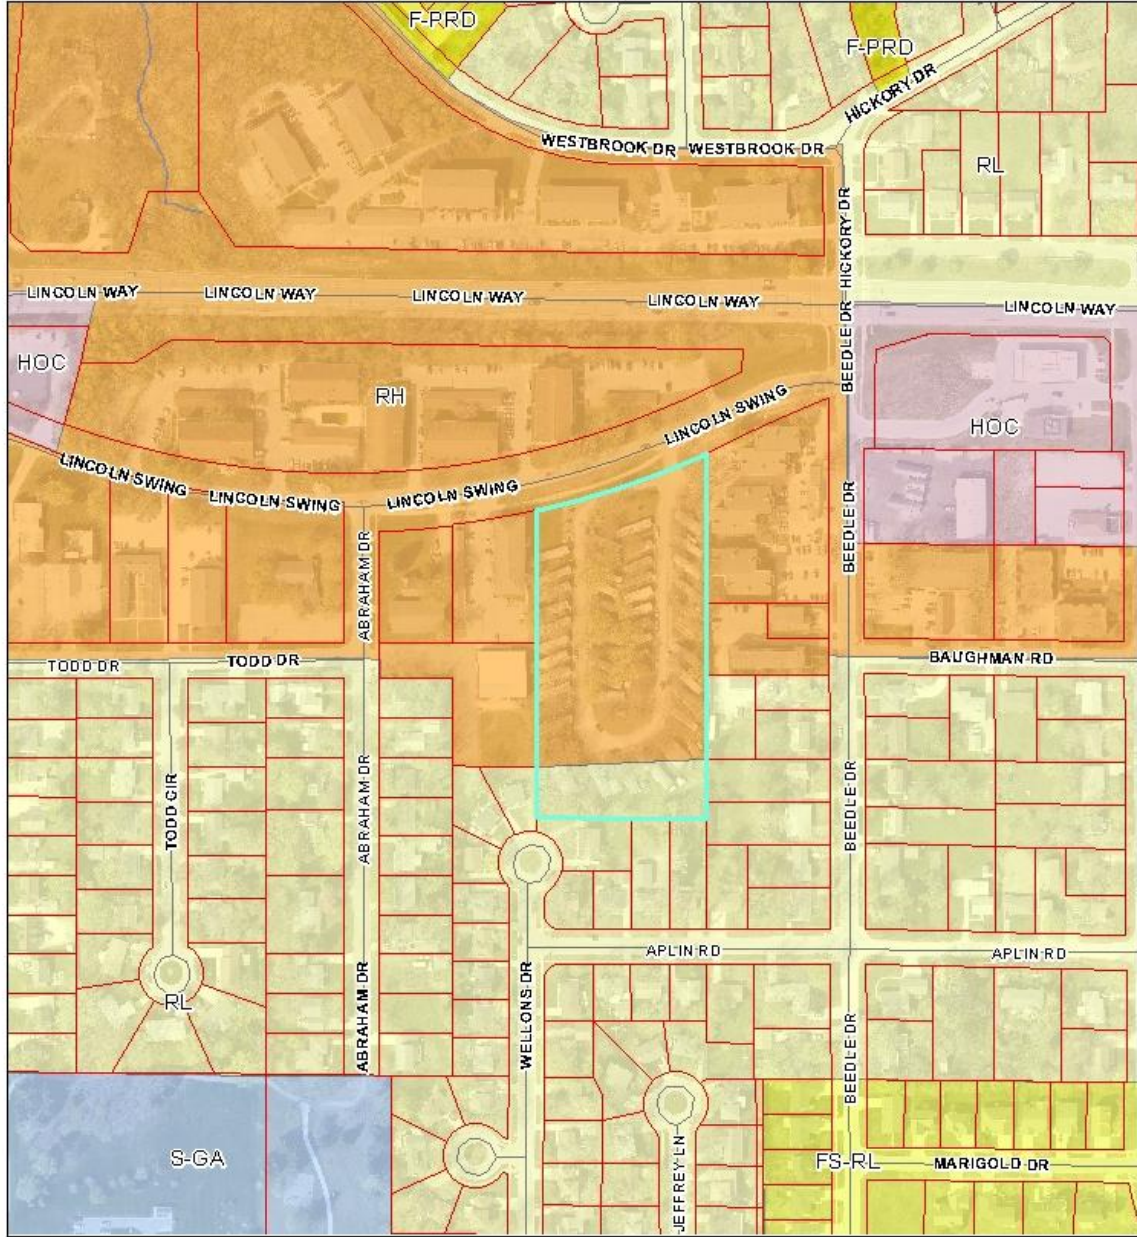 F-PRD
F-PRD
HICKORY DR
WESTBROOK DR
WESTBROOK DR
RL
HICKORY DR
LINCOLN WAY
LINCOLN WAY
LINCOLN WAY
LINCOLN WAY
LINCOLN WAY
BEEDLE DR
HOC
RH
LINCOLN SWING
HOC
LINCOLN SWING
LINCOLN SWING
LINCOLN SWING
BEEDLE DR
ABRAHAM DR
TODD DR
TODD DR
BAUGHMAN RD
TODD CIR
ABRAHAM DR
BEEDLE DR
APLIN RD
APLIN RD
RL
ABRAHAM DR
WELLONS DR
BEEDLE DR
S-GA
JEFFREY LN
FS-RL
MARIGOLD DR